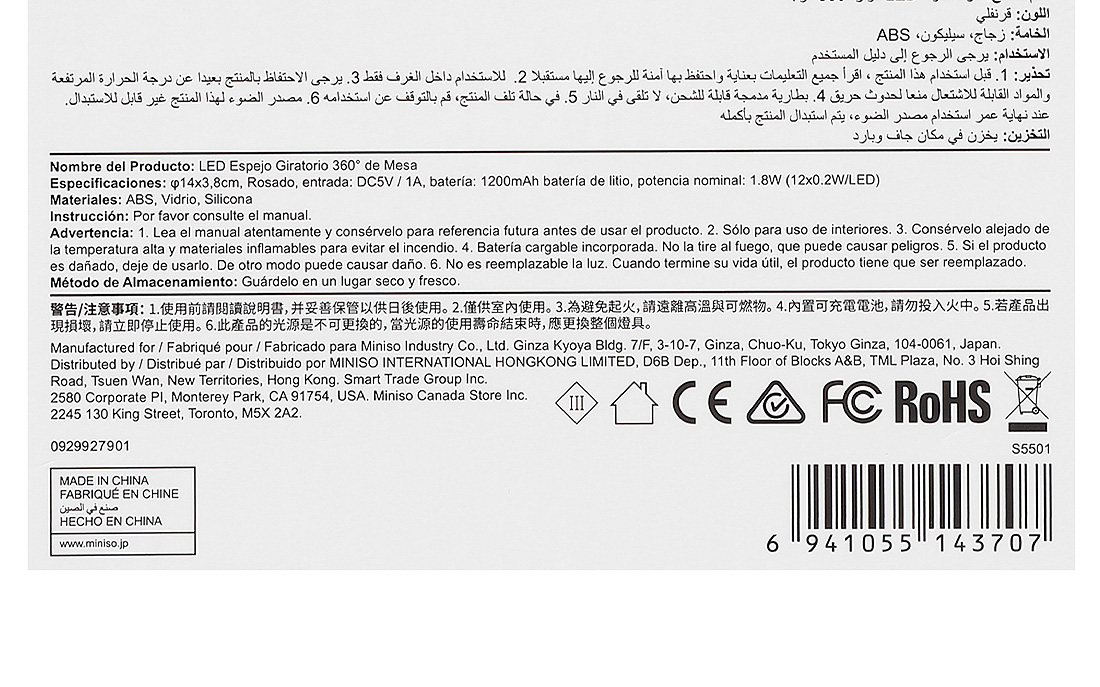 اللون: قرنفلي
الخامة: زجاج، سيليكون، ABS
الاستخدام: يرجى الرجوع إلى دليل المستخدم
تحذير: 1. قبل استخدام هذا المنتج ، اقرأ جميع التعليمات بعناية واحتفظ بها آمنة للرجوع إليها مستقبلا 2. للاستخدام داخل الغرف فقط 3. يرجى الاحتفاظ بالمنتج بعيدا عن درجة الحرارة المرتفعة
والمواد القابلة للاشتعال منعا لحدوث حريق 4. بطارية مدمجة قابلة للشحن، لا تلقى في النار 5. في حالة تلف المنتج، قم بالتوقف عن استخدامه 6. مصدر الضوء لهذا المنتج غير قابل للاستبدال.
عند نهاية عمر استخدام مصدر الضوء، يتم استبدال المنتج بأكمله
التخزين: يخزن في مكان جاف وبارد
Nombre del Producto: LED Espejo Giratorio 360° de Mesa
Especificaciones: φ14x3,8cm, Rosado, entrada: DC5V / 1A, batería: 1200mAh batería de litio, potencia nominal: 1.8W (12x0.2W/LED)
Materiales: ABS, Vidrio, Silicona
Instrucción: Por favor consulte el manual.
Advertencia: 1. Lea el manual atentamente y consérvelo para referencia futura antes de usar el producto. 2. Sólo para uso de interiores. 3. Consérvelo alejado de
la temperatura alta y materiales inflamables para evitar el incendio. 4. Batería cargable incorporada. No la tire al fuego, que puede causar peligros. 5. Si el producto
es dañado, deje de usarlo. De otro modo puede causar daño. 6. No es reemplazable la luz. Cuando termine su vida útil, el producto tiene que ser reemplazado.
Método de Almacenamiento: Guárdelo en un lugar seco y fresco.
警告/注意事項: 1.使用前請閱讀說明書,并妥善保管以供日後使用。2.僅供室內使用。3.為避免起火,請遠離高溫與可燃物。4.內置可充電電池,請勿投入火中。5.若產品出
現損壞,請立即停止使用。6.此產品的光源是不可更換的,當光源的使用壽命結束時,應更換整個燈具。
Manufactured for / Fabriqué pour / Fabricado para Miniso Industry Co., Ltd. Ginza Kyoya Bldg. 7/F, 3-10-7, Ginza, Chuo-Ku, Tokyo Ginza, 104-0061, Japan.
Distributed by / Distribué par / Distribuido por MINISO INTERNATIONAL HONGKONG LIMITED, D6B Dep., 11th Floor of Blocks A&B, TML Plaza, No. 3 Hoi Shing
Road, Tsuen Wan, New Territories, Hong Kong. Smart Trade Group Inc.
2580 Corporate Pl, Monterey Park, CA 91754, USA. Miniso Canada Store Inc.
2245 130 King Street, Toronto, M5X 2A2.
III CE FC RoHS
0929927901
S5501
MADE IN CHINA
FABRIQUÉ EN CHINE
صنع في الصين
HECHO EN CHINA
www.miniso.jp
6 941055 143707